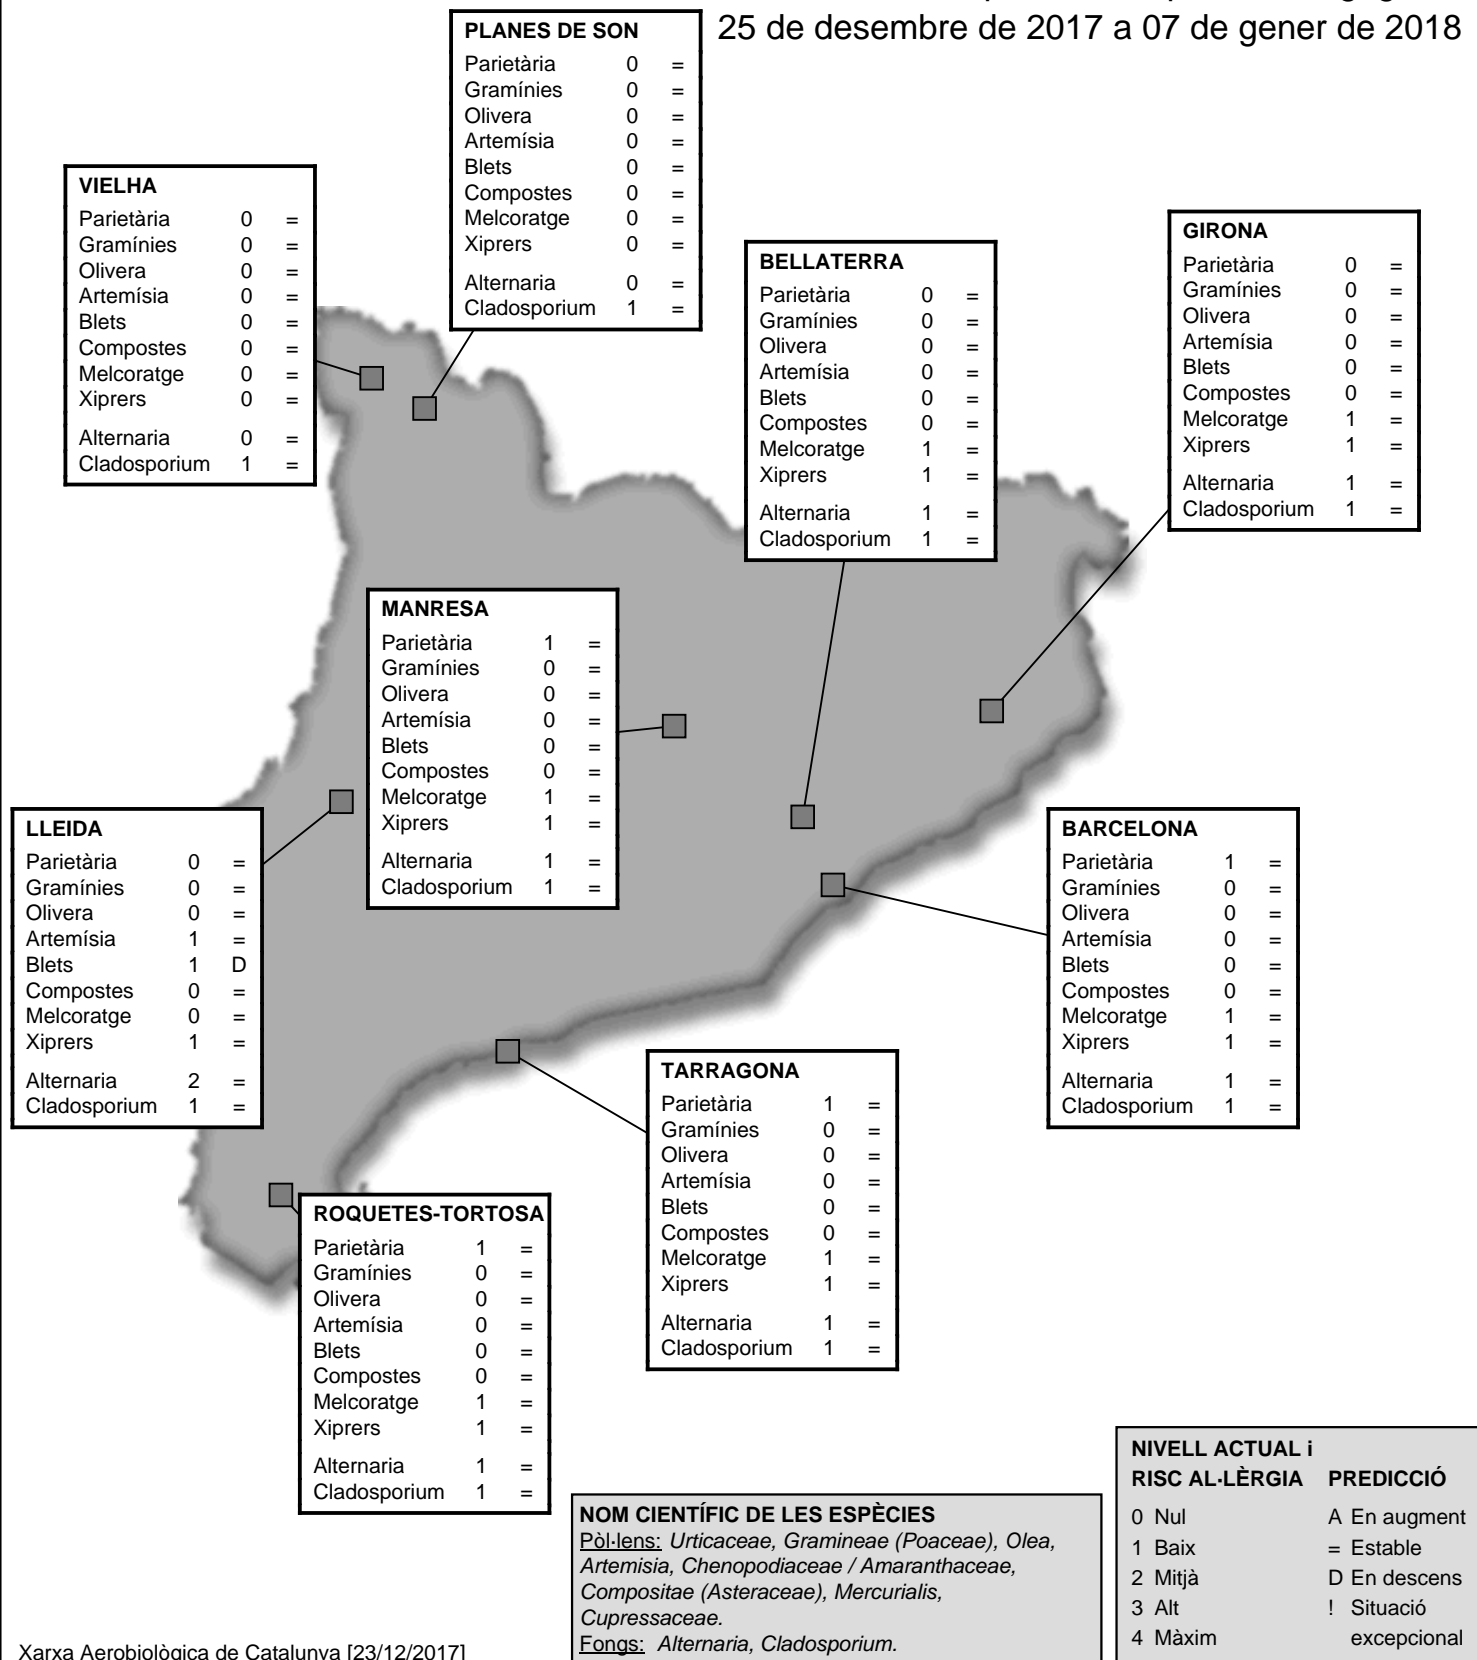 25 de desembre de 2017 a 07 de gener de 2018
PLANES DE SON
Parietària 0 =
Gramínies 0 =
Olivera 0 =
Artemísia 0 =
Blets 0 =
Compostes 0 =
Melcoratge 0 =
Xiprers 0 =
Alternaria 0 =
Cladosporium 1 =
VIELHA
Parietària 0 =
Gramínies 0 =
Olivera 0 =
Artemísia 0 =
Blets 0 =
Compostes 0 =
Melcoratge 0 =
Xiprers 0 =
Alternaria 0 =
Cladosporium 1 =
BELLATERRA
Parietària 0 =
Gramínies 0 =
Olivera 0 =
Artemísia 0 =
Blets 0 =
Compostes 0 =
Melcoratge 1 =
Xiprers 1 =
Alternaria 1 =
Cladosporium 1 =
GIRONA
Parietària 0 =
Gramínies 0 =
Olivera 0 =
Artemísia 0 =
Blets 0 =
Compostes 0 =
Melcoratge 1 =
Xiprers 1 =
Alternaria 1 =
Cladosporium 1 =
MANRESA
Parietària 1 =
Gramínies 0 =
Olivera 0 =
Artemísia 0 =
Blets 0 =
Compostes 0 =
Melcoratge 1 =
Xiprers 1 =
Alternaria 1 =
Cladosporium 1 =
LLEIDA
Parietària 0 =
Gramínies 0 =
Olivera 0 =
Artemísia 1 =
Blets 1 D
Compostes 0 =
Melcoratge 0 =
Xiprers 1 =
Alternaria 2 =
Cladosporium 1 =
BARCELONA
Parietària 1 =
Gramínies 0 =
Olivera 0 =
Artemísia 0 =
Blets 0 =
Compostes 0 =
Melcoratge 1 =
Xiprers 1 =
Alternaria 1 =
Cladosporium 1 =
TARRAGONA
Parietària 1 =
Gramínies 0 =
Olivera 0 =
Artemísia 0 =
Blets 0 =
Compostes 0 =
Melcoratge 1 =
Xiprers 1 =
Alternaria 1 =
Cladosporium 1 =
ROQUETES-TORTOSA
Parietària 1 =
Gramínies 0 =
Olivera 0 =
Artemísia 0 =
Blets 0 =
Compostes 0 =
Melcoratge 1 =
Xiprers 1 =
Alternaria 1 =
Cladosporium 1 =
NOM CIENTÍFIC DE LES ESPÈCIES
Pòl·lens: Urticaceae, Gramineae (Poaceae), Olea,
Artemisia, Chenopodiaceae / Amaranthaceae,
Compositae (Asteraceae), Mercurialis,
Cupressaceae.
Fongs: Alternaria, Cladosporium.
NIVELL ACTUAL i
RISC AL·LÈRGIA PREDICCIÓ
0 Nul A En augment
1 Baix = Estable
2 Mitjà D En descens
3 Alt ! Situació
4 Màxim excepcional
Xarxa Aerobiològica de Catalunya [23/12/2017]